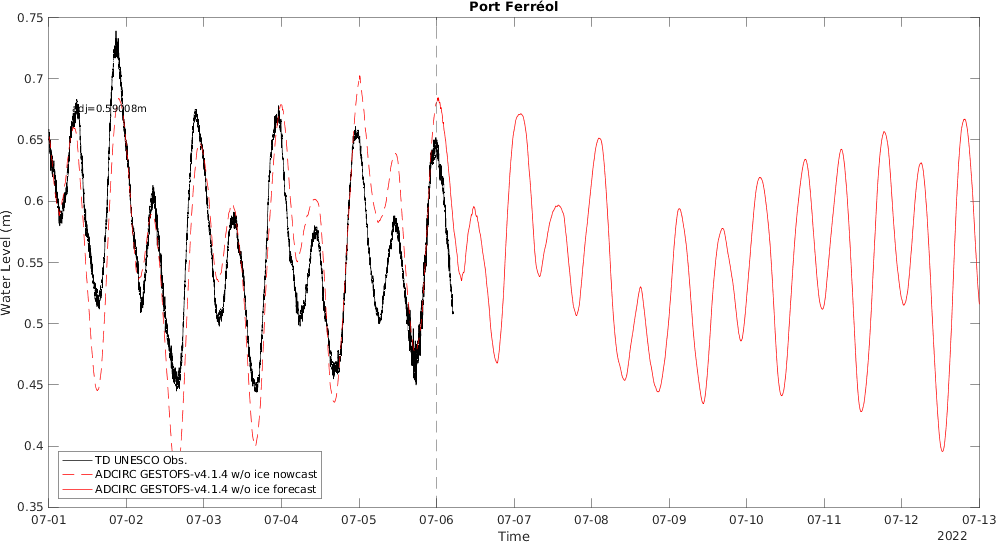 Port Ferréol
0.75
0.7
0.65
0.6
0.55
0.5
0.45
0.4
0.35
Water Level (m)
adj=0.59008m
TD UNESCO Obs.
ADCIRC GESTOFS-v4.1.4 w/o ice nowcast
ADCIRC GESTOFS-v4.1.4 w/o ice forecast
07-01 07-02 07-03 07-04 07-05 07-06 07-07 07-08 07-09 07-10 07-11 07-12 07-13
Time
2022